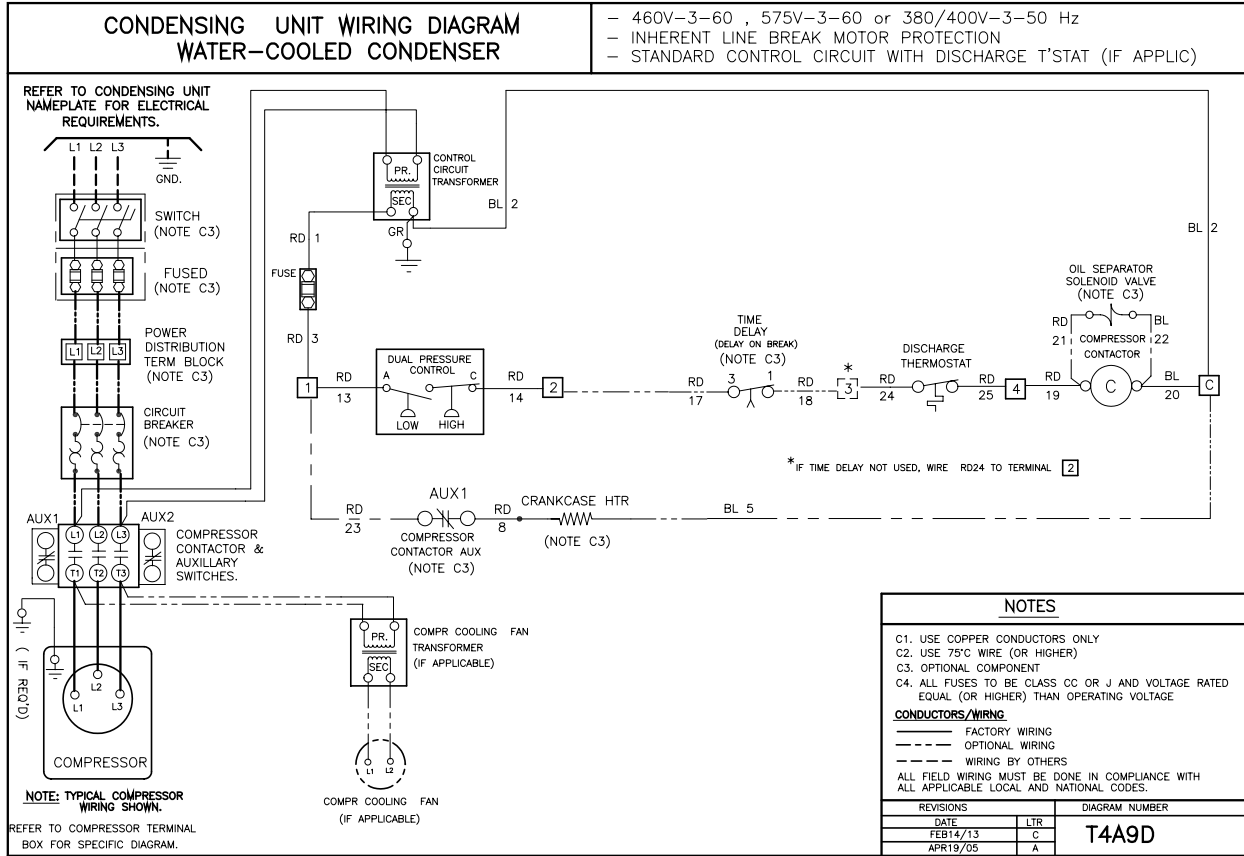 CONDENSING UNIT WIRING DIAGRAM
WATER-COOLED CONDENSER
- 460V-3-60 , 575V-3-60 or 380/400V-3-50 Hz
- INHERENT LINE BREAK MOTOR PROTECTION
- STANDARD CONTROL CIRCUIT WITH DISCHARGE T'STAT (IF APPLIC)
REFER TO CONDENSING UNIT
NAMEPLATE FOR ELECTRICAL
REQUIREMENTS.
L1 L2 L3
GND.
SWITCH
(NOTE C3)
FUSED
(NOTE C3)
POWER
DISTRIBUTION
TERM BLOCK
(NOTE C3)
L1 L2 L3
CIRCUIT
BREAKER
(NOTE C3)
AUX1
AUX2
L1 L2 L3
T1 T2 T3
COMPRESSOR
CONTACTOR &
AUXILLARY
SWITCHES.
( IF REQ'D)
L1 L2 L3
COMPRESSOR
NOTE: TYPICAL COMPRESSOR
WIRING SHOWN.
REFER TO COMPRESSOR TERMINAL
BOX FOR SPECIFIC DIAGRAM.
PR.
SEC
CONTROL
CIRCUIT
TRANSFORMER
BL 2
GR
RD 1
FUSE
RD 3
1
RD
13
DUAL PRESSURE
CONTROL
A C
LOW HIGH
RD
14
2
RD
17
TIME
DELAY
(DELAY ON BREAK)
(NOTE C3)
3 1
RD
18
*
3
RD
24
DISCHARGE
THERMOSTAT
RD
25
4
RD
19
OIL SEPARATOR
SOLENOID VALVE
(NOTE C3)
RD
21
BL
22
COMPRESSOR
CONTACTOR
C
BL
20
C
BL 2
*IF TIME DELAY NOT USED, WIRE RD24 TO TERMINAL 2
RD
23
AUX1
COMPRESSOR
CONTACTOR AUX
(NOTE C3)
RD
8
CRANKCASE HTR
(NOTE C3)
BL 5
PR.
SEC
COMPR COOLING FAN
TRANSFORMER
(IF APPLICABLE)
L1 L2
COMPR COOLING FAN
(IF APPLICABLE)
NOTES
C1. USE COPPER CONDUCTORS ONLY
C2. USE 75°C WIRE (OR HIGHER)
C3. OPTIONAL COMPONENT
C4. ALL FUSES TO BE CLASS CC OR J AND VOLTAGE RATED
EQUAL (OR HIGHER) THAN OPERATING VOLTAGE
CONDUCTORS/WIRNG
FACTORY WIRING
OPTIONAL WIRING
WIRING BY OTHERS
ALL FIELD WIRING MUST BE DONE IN COMPLIANCE WITH
ALL APPLICABLE LOCAL AND NATIONAL CODES.
REVISIONS
DIAGRAM NUMBER
DATE LTR
FEB14/13 C
APR19/05 A
T4A9D